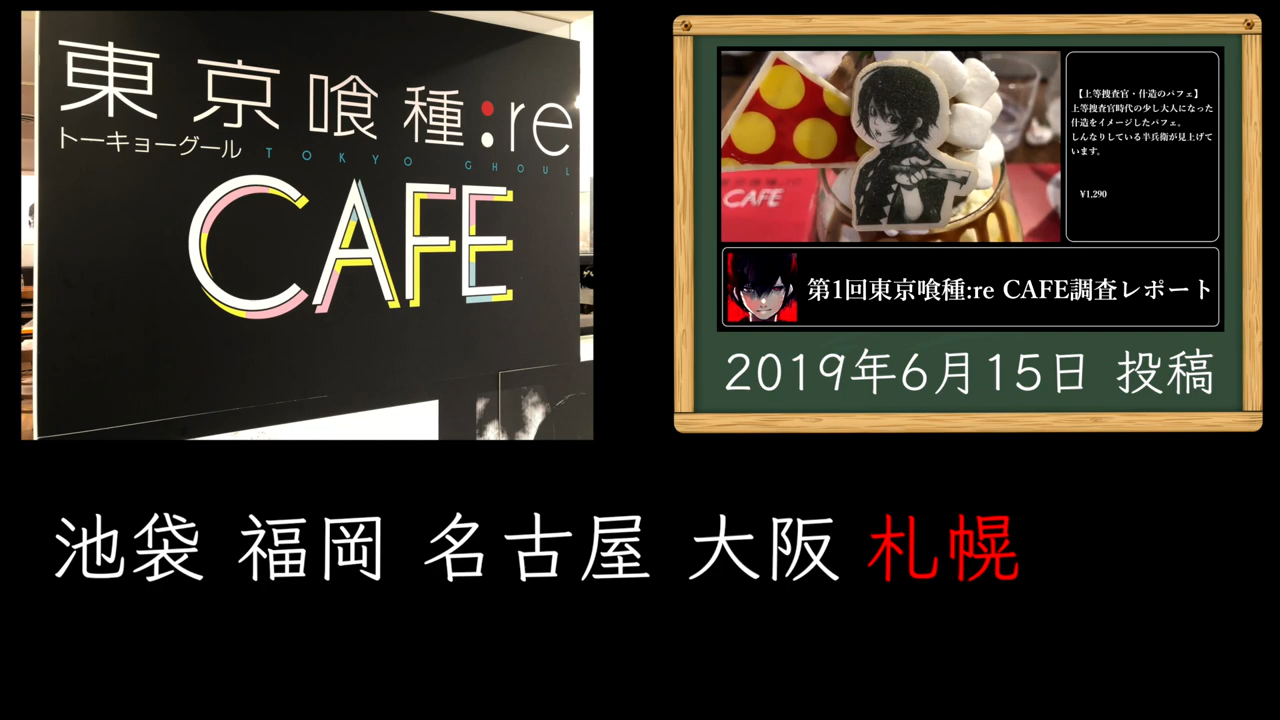 東京喰種:re
トーキョーグール TOKYO GHOUL
CAFE
CAFE
【上等捜査官・什造のパフェ】
上等捜査官時代の少し大人になった
什造をイメージしたパフェ。
しんなりしている半兵衛が見上げて
います。
¥1,290
第1回東京喰種:re CAFE調査レポート
2019年6月15日 投稿
池袋 福岡 名古屋 大阪 札幌